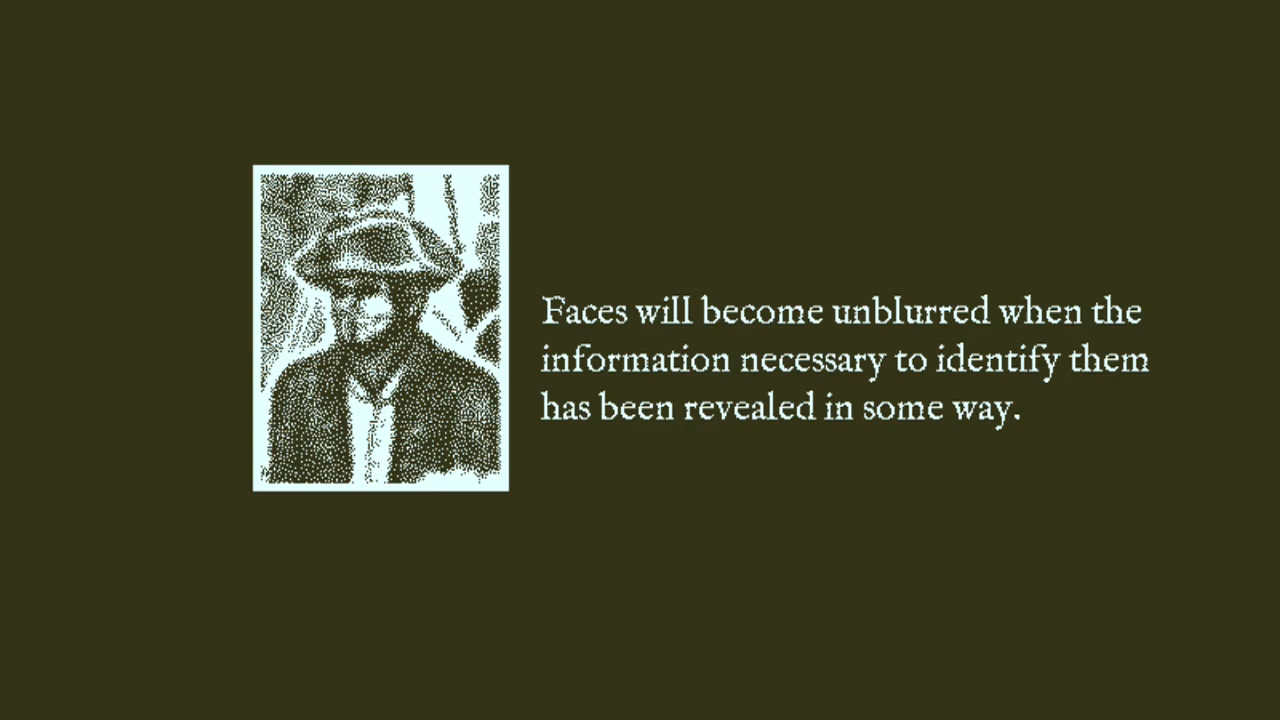 Faces will become unblurred when the
information necessary to identify them
has been revealed in some way.